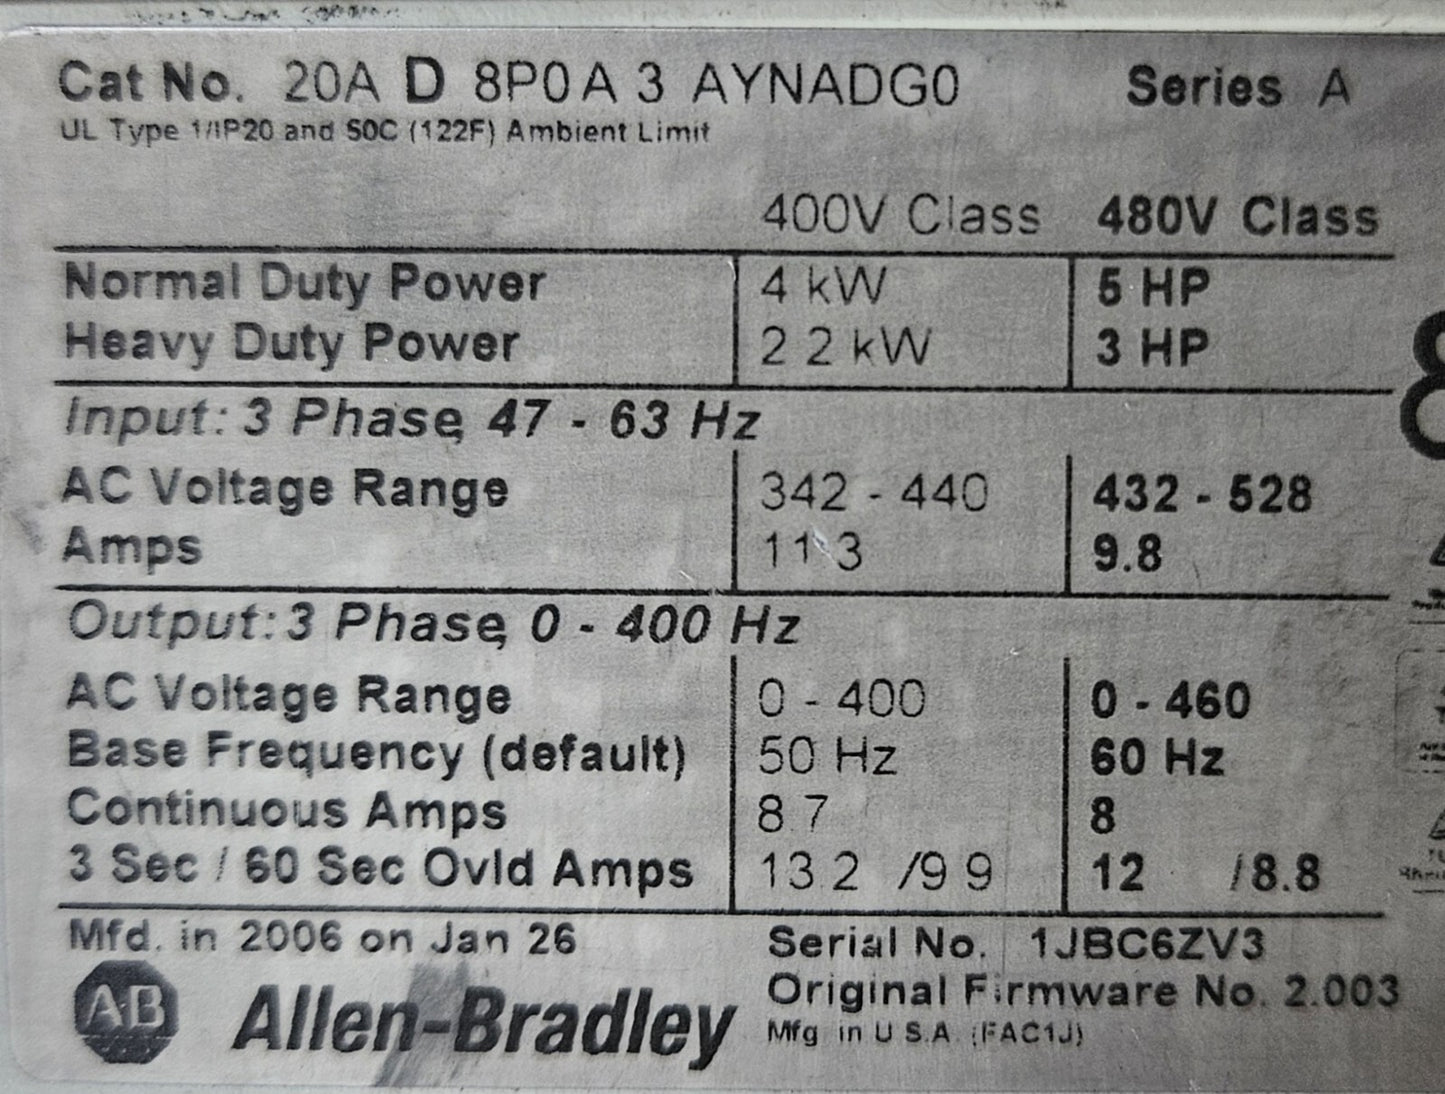 Cat No. 20A D 8P0 A 3 AYNADG0 Series A
UL Type 1/IP20 and 50C (122F) Ambient Limit
400V Class 480V Class
Normal Duty Power 4 kW 5 HP
Heavy Duty Power 2 2 kW 3 HP
8
Input: 3 Phase, 47 - 63 Hz
AC Voltage Range 342 - 440 432 - 528
Amps 11 3 9.8
Output: 3 Phase, 0 - 400 Hz
AC Voltage Range 0 - 400 0 - 460
Base Frequency (default) 50 Hz 60 Hz
Continuous Amps 8 7 8
3 Sec / 60 Sec Ovld Amps 13 2 /9 9 12 /8.8
Mfd. in 2006 on Jan 26 Serial No. 1JBC6ZV3
Original Firmware No. 2.003
A-B Allen-Bradley Mfg in U S.A. (FAC1J)